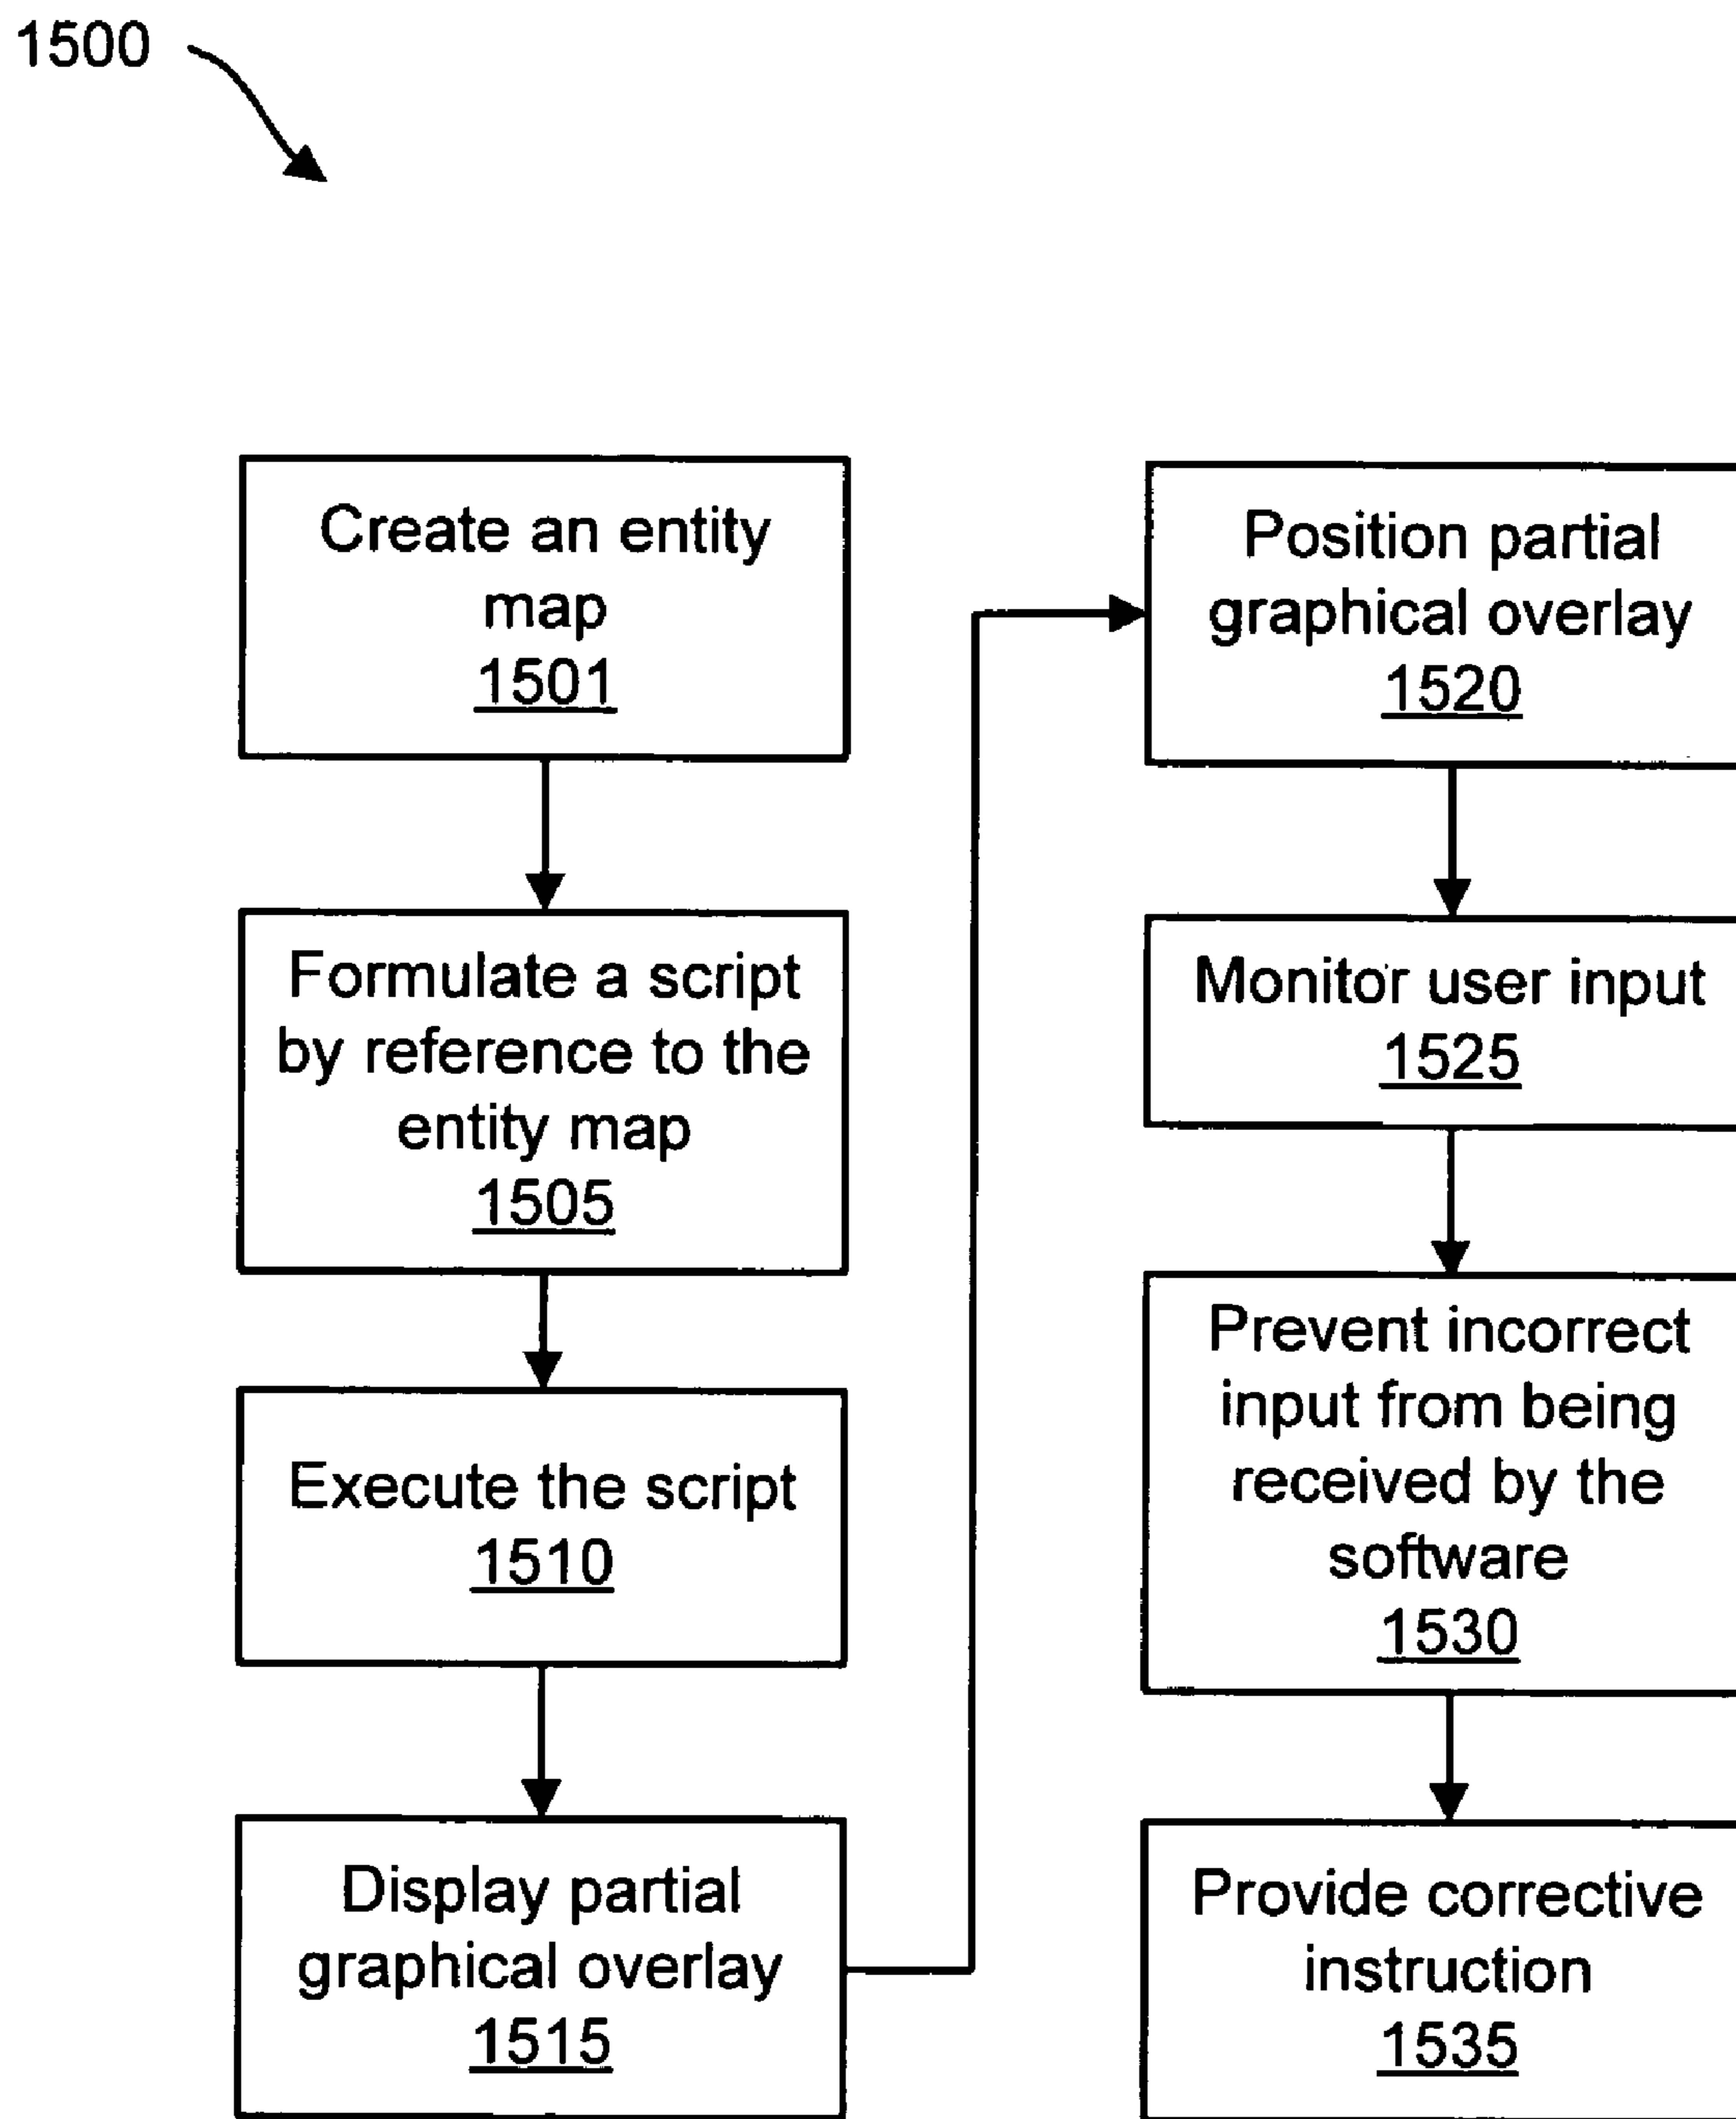 1500
Create an entity
map
1501
Formulate a script
by reference to the
entity map
1505
Execute the script
1510
Display partial
graphical overlay
1515
Position partial
graphical overlay
1520
Monitor user input
1525
Prevent incorrect
input from being
received by the
software
1530
Provide corrective
instruction
1535